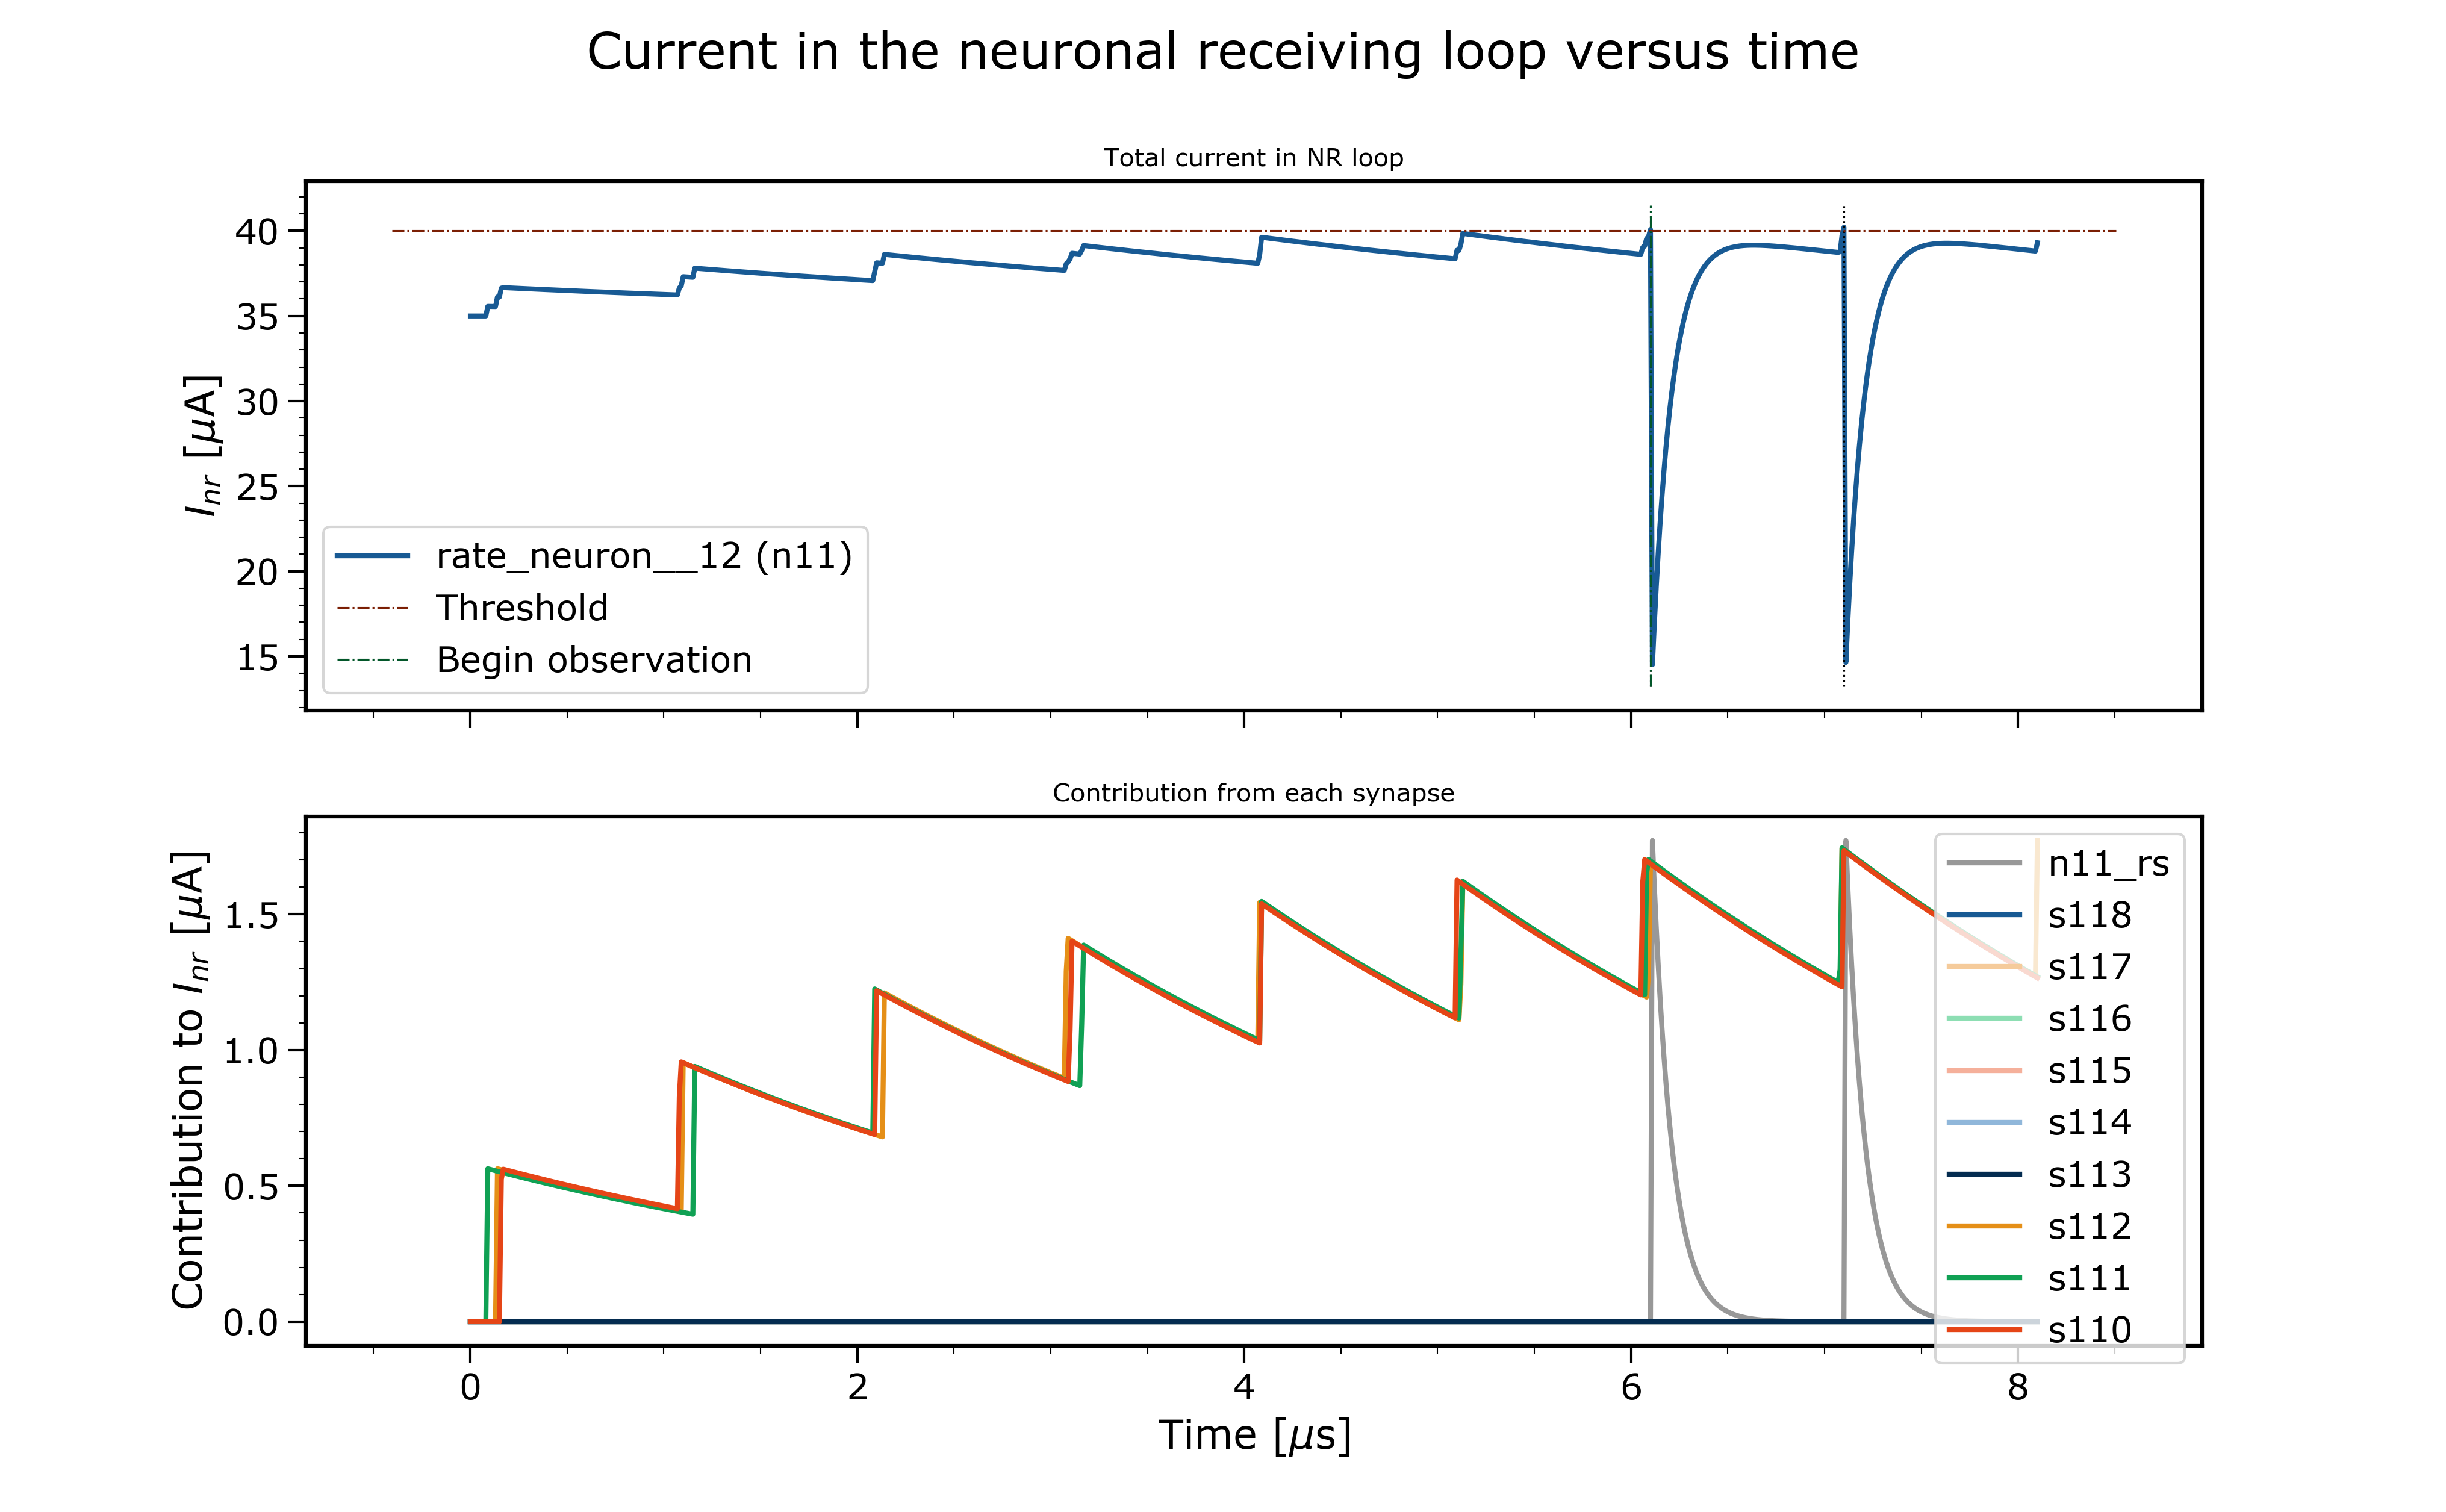 Current in the neuronal receiving loop versus time
Total current in NR loop
40
35
30
25
20
15
I_nr [μA]
rate_neuron__12 (n11)
Threshold
Begin observation
Contribution from each synapse
1.5
1.0
0.5
0.0
Contribution to I_nr [μA]
n11_rs
s118
s117
s116
s115
s114
s113
s112
s111
s110
0 2 4 6 8
Time [μs]